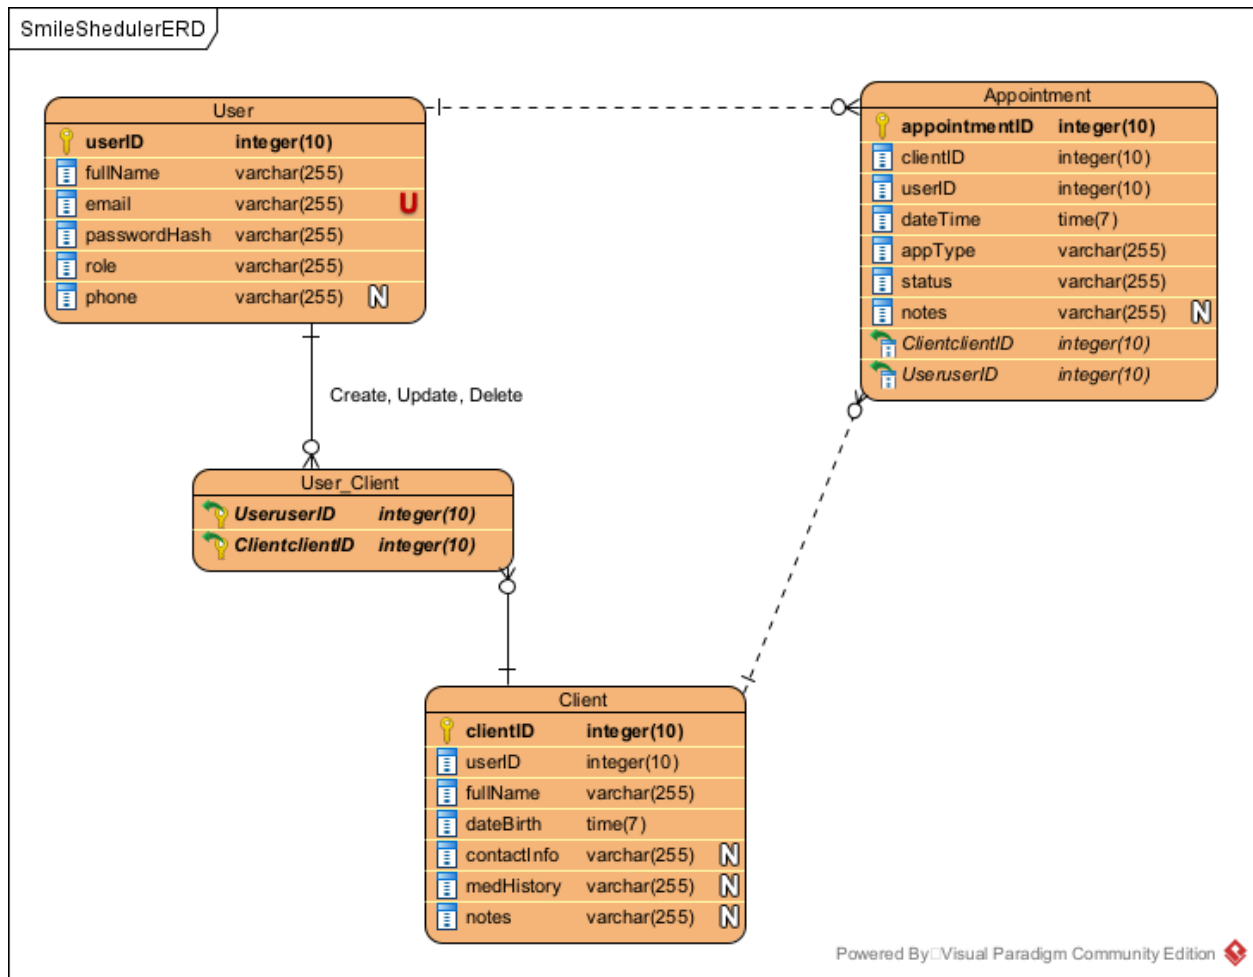 SmileShedulerERD
User
userID integer(10)
fullName varchar(255)
email varchar(255) U
passwordHash varchar(255)
role varchar(255)
phone varchar(255) N
Appointment
appointmentID integer(10)
clientID integer(10)
userID integer(10)
dateTime time(7)
appType varchar(255)
status varchar(255)
notes varchar(255) N
ClientclientID integer(10)
UseruserID integer(10)
Create, Update, Delete
User_Client
UseruserID integer(10)
ClientclientID integer(10)
Client
clientID integer(10)
userID integer(10)
fullName varchar(255)
dateBirth time(7)
contactInfo varchar(255) N
medHistory varchar(255) N
notes varchar(255) N
Powered By□Visual Paradigm Community Edition